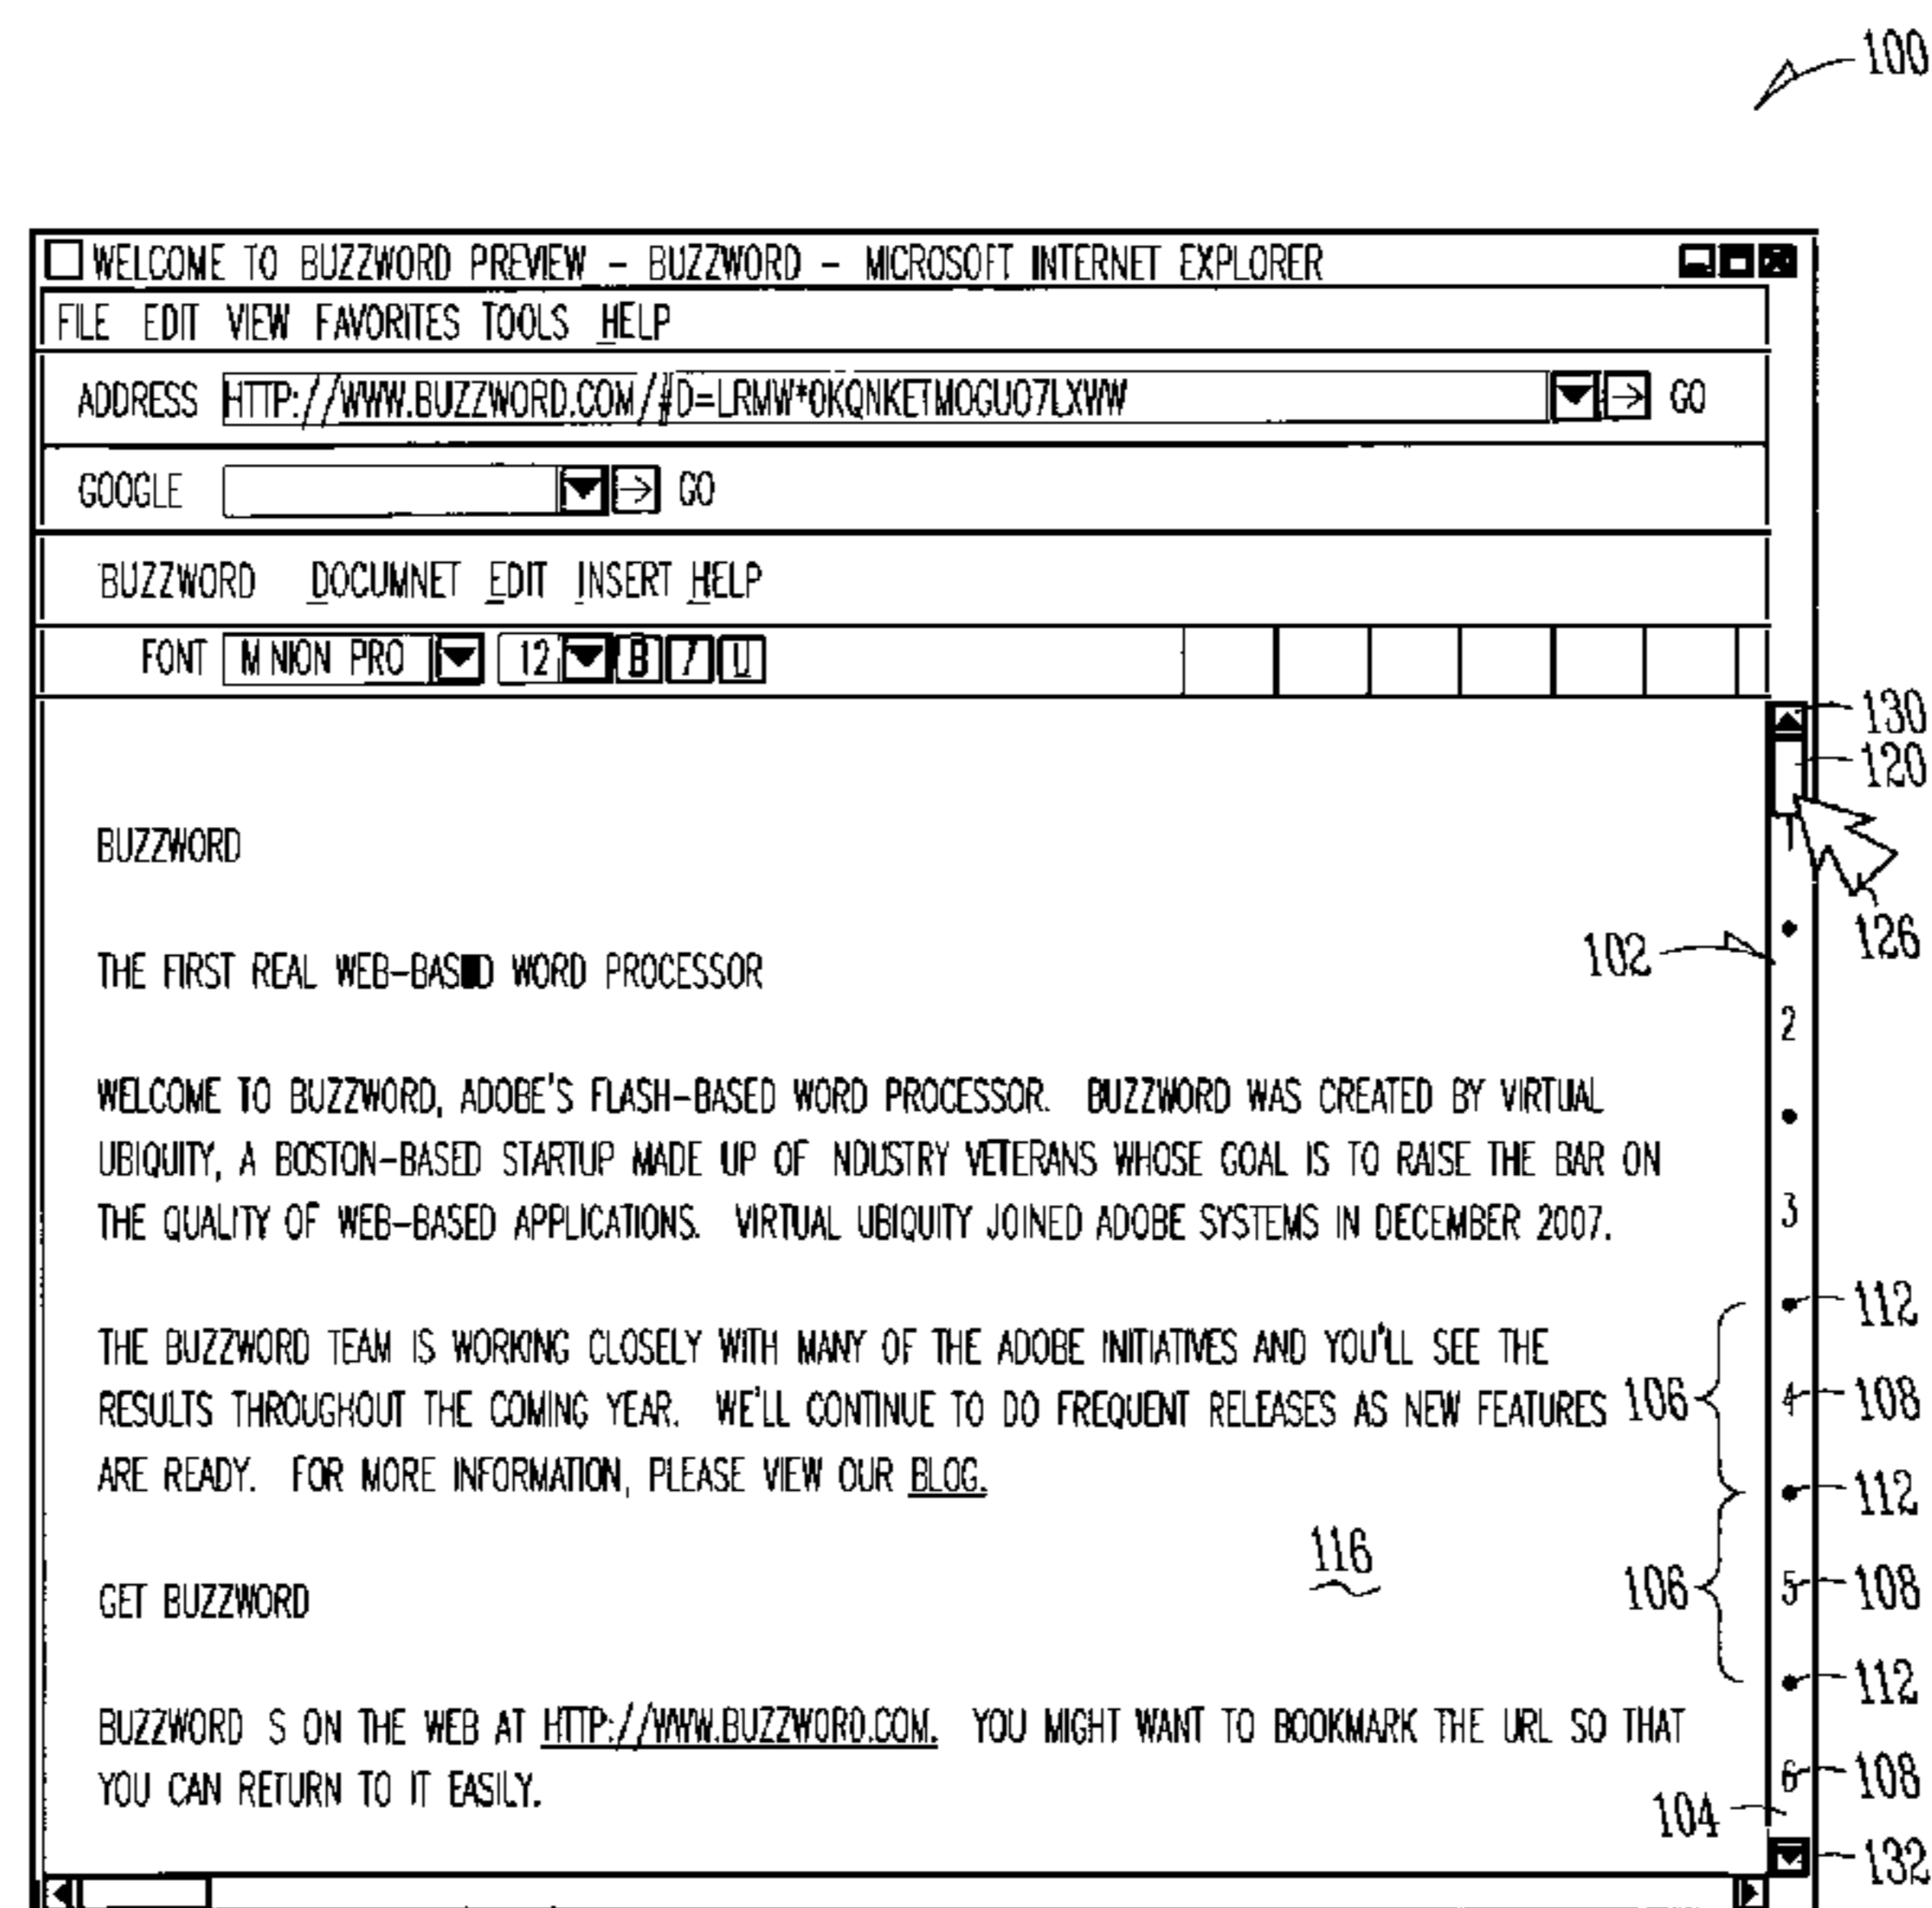 100
WELCOME TO BUZZWORD PREVIEW – BUZZWORD – MICROSOFT INTERNET EXPLORER
FILE EDIT VIEW FAVORITES TOOLS HELP
ADDRESS HTTP://WWW.BUZZWORD.COM/#D=LRMW*0KQNKETMOGUO7LXWW GO
GOOGLE GO
BUZZWORD DOCUMNET EDIT INSERT HELP
FONT M NION PRO 12 B I U
130
120
1
BUZZWORD
126
THE FIRST REAL WEB-BASED WORD PROCESSOR 102
2
WELCOME TO BUZZWORD, ADOBE'S FLASH-BASED WORD PROCESSOR. BUZZWORD WAS CREATED BY VIRTUAL
UBIQUITY, A BOSTON-BASED STARTUP MADE UP OF NDUSTRY VETERANS WHOSE GOAL IS TO RAISE THE BAR ON
THE QUALITY OF WEB-BASED APPLICATIONS. VIRTUAL UBIQUITY JOINED ADOBE SYSTEMS IN DECEMBER 2007. 3
112
THE BUZZWORD TEAM IS WORKING CLOSELY WITH MANY OF THE ADOBE INITIATIVES AND YOU'LL SEE THE
RESULTS THROUGHOUT THE COMING YEAR. WE'LL CONTINUE TO DO FREQUENT RELEASES AS NEW FEATURES 106 4 108
ARE READY. FOR MORE INFORMATION, PLEASE VIEW OUR BLOG. 112
116
GET BUZZWORD 106 5 108
112
BUZZWORD S ON THE WEB AT HTTP://WWW.BUZZWORD.COM. YOU MIGHT WANT TO BOOKMARK THE URL SO THAT
YOU CAN RETURN TO IT EASILY. 6 108
104
132